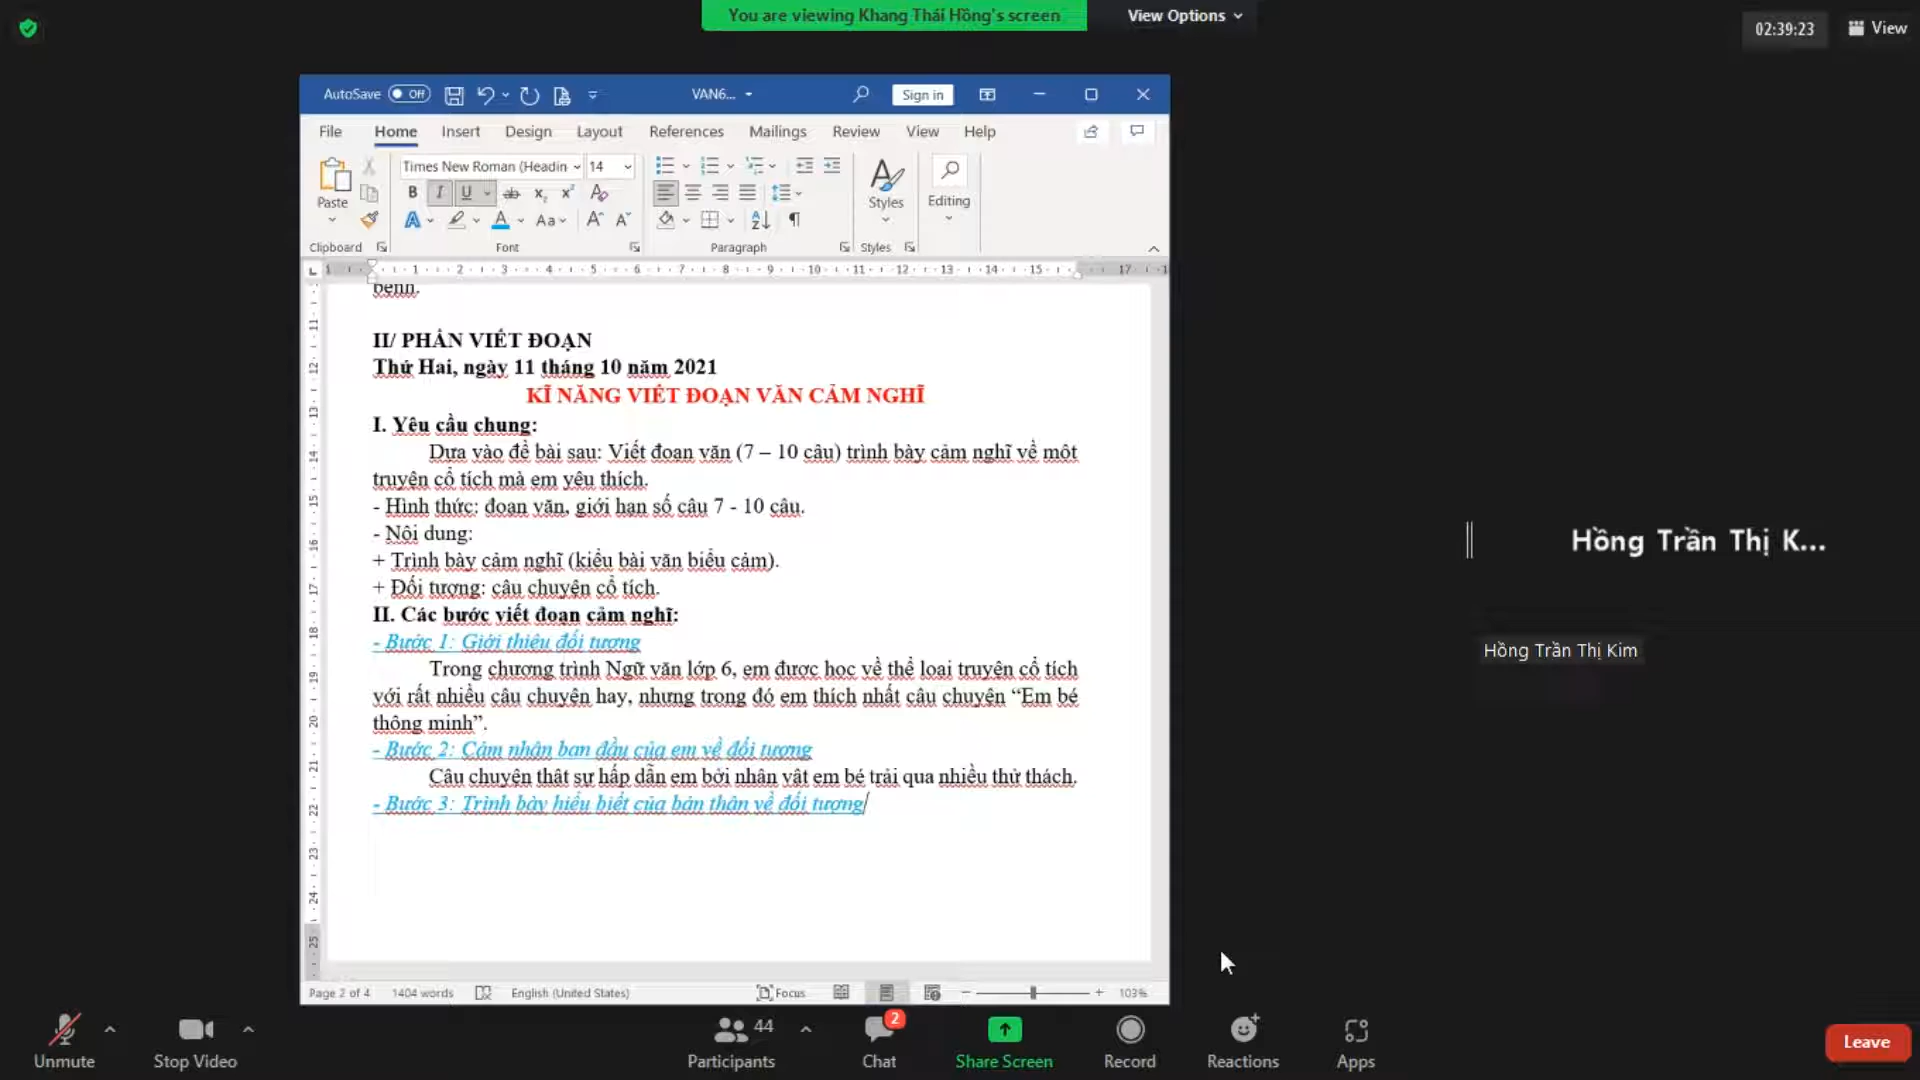 You are viewing Khang Thái Hồng's screen
View Options
02:39:23
View
AutoSave Off
VAN6...
Sign in
File Home Insert Design Layout References Mailings Review View Help
Times New Roman (Headin 14
Paste
Styles
Editing
Clipboard
Font
Paragraph
Styles
bệnh.
II/ PHẦN VIẾT ĐOẠN
Thứ Hai, ngày 11 tháng 10 năm 2021
KĨ NĂNG VIẾT ĐOẠN VĂN CẢM NGHĨ
I. Yêu cầu chung:
Dựa vào đề bài sau: Viết đoạn văn (7 – 10 câu) trình bày cảm nghĩ về một
truyện cổ tích mà em yêu thích.
- Hình thức: đoạn văn, giới hạn số câu 7 - 10 câu.
- Nội dung:
+ Trình bày cảm nghĩ (kiểu bài văn biểu cảm).
+ Đối tượng: câu chuyện cổ tích.
II. Các bước viết đoạn cảm nghĩ:
- Bước 1: Giới thiệu đối tượng
Trong chương trình Ngữ văn lớp 6, em được học về thể loại truyện cổ tích
với rất nhiều câu chuyện hay, nhưng trong đó em thích nhất câu chuyện “Em bé
thông minh”.
- Bước 2: Cảm nhận ban đầu của em về đối tượng
Câu chuyện thật sự hấp dẫn em bởi nhân vật em bé trải qua nhiều thử thách.
- Bước 3: Trình bày hiểu biết của bản thân về đối tượng
Page 2 of 4 1404 words English (United States) Focus 103%
Hồng Trần Thị K...
Hồng Trần Thị Kim
Unmute
Stop Video
44
Participants
2
Chat
Share Screen
Record
Reactions
Apps
Leave